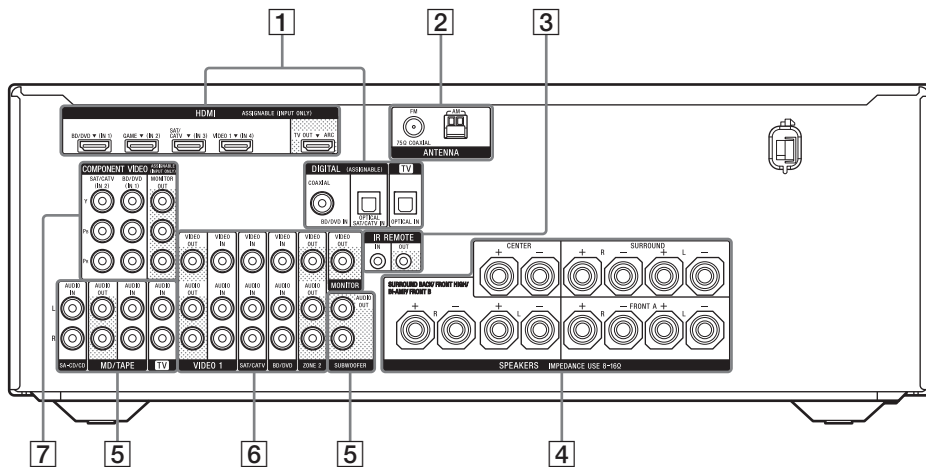 1 2 3
HDMI ASSIGNABLE (INPUT ONLY)
BD/DVD ▼ (IN 1) GAME ▼ (IN 2) SAT/CATV ▼ (IN 3) VIDEO 1 ▼ (IN 4) TV OUT ▼ ARC
FM AM
75Ω COAXIAL
ANTENNA
COMPONENT VIDEO ASSIGNABLE (INPUT ONLY)
SAT/CATV (IN 2) BD/DVD (IN 1) MONITOR OUT
Y
PB
PR
DIGITAL (ASSIGNABLE) TV
COAXIAL
BD/DVD IN OPTICAL SAT/CATV IN OPTICAL IN
VIDEO OUT VIDEO IN VIDEO IN VIDEO IN VIDEO OUT VIDEO OUT
IR REMOTE
IN OUT
MONITOR
AUDIO IN AUDIO OUT AUDIO IN AUDIO IN AUDIO OUT AUDIO IN AUDIO IN AUDIO IN AUDIO OUT AUDIO OUT
L
R
SA-CD/CD MD/TAPE TV VIDEO 1 SAT/CATV BD/DVD ZONE 2 SUBWOOFER
CENTER SURROUND
+ − + R − + L −
SURROUND BACK/ FRONT HIGH/
BI-AMP/ FRONT B
+ R − + L − + R − FRONT A + L −
SPEAKERS IMPEDANCE USE 8-16Ω
7 5 6 5 4